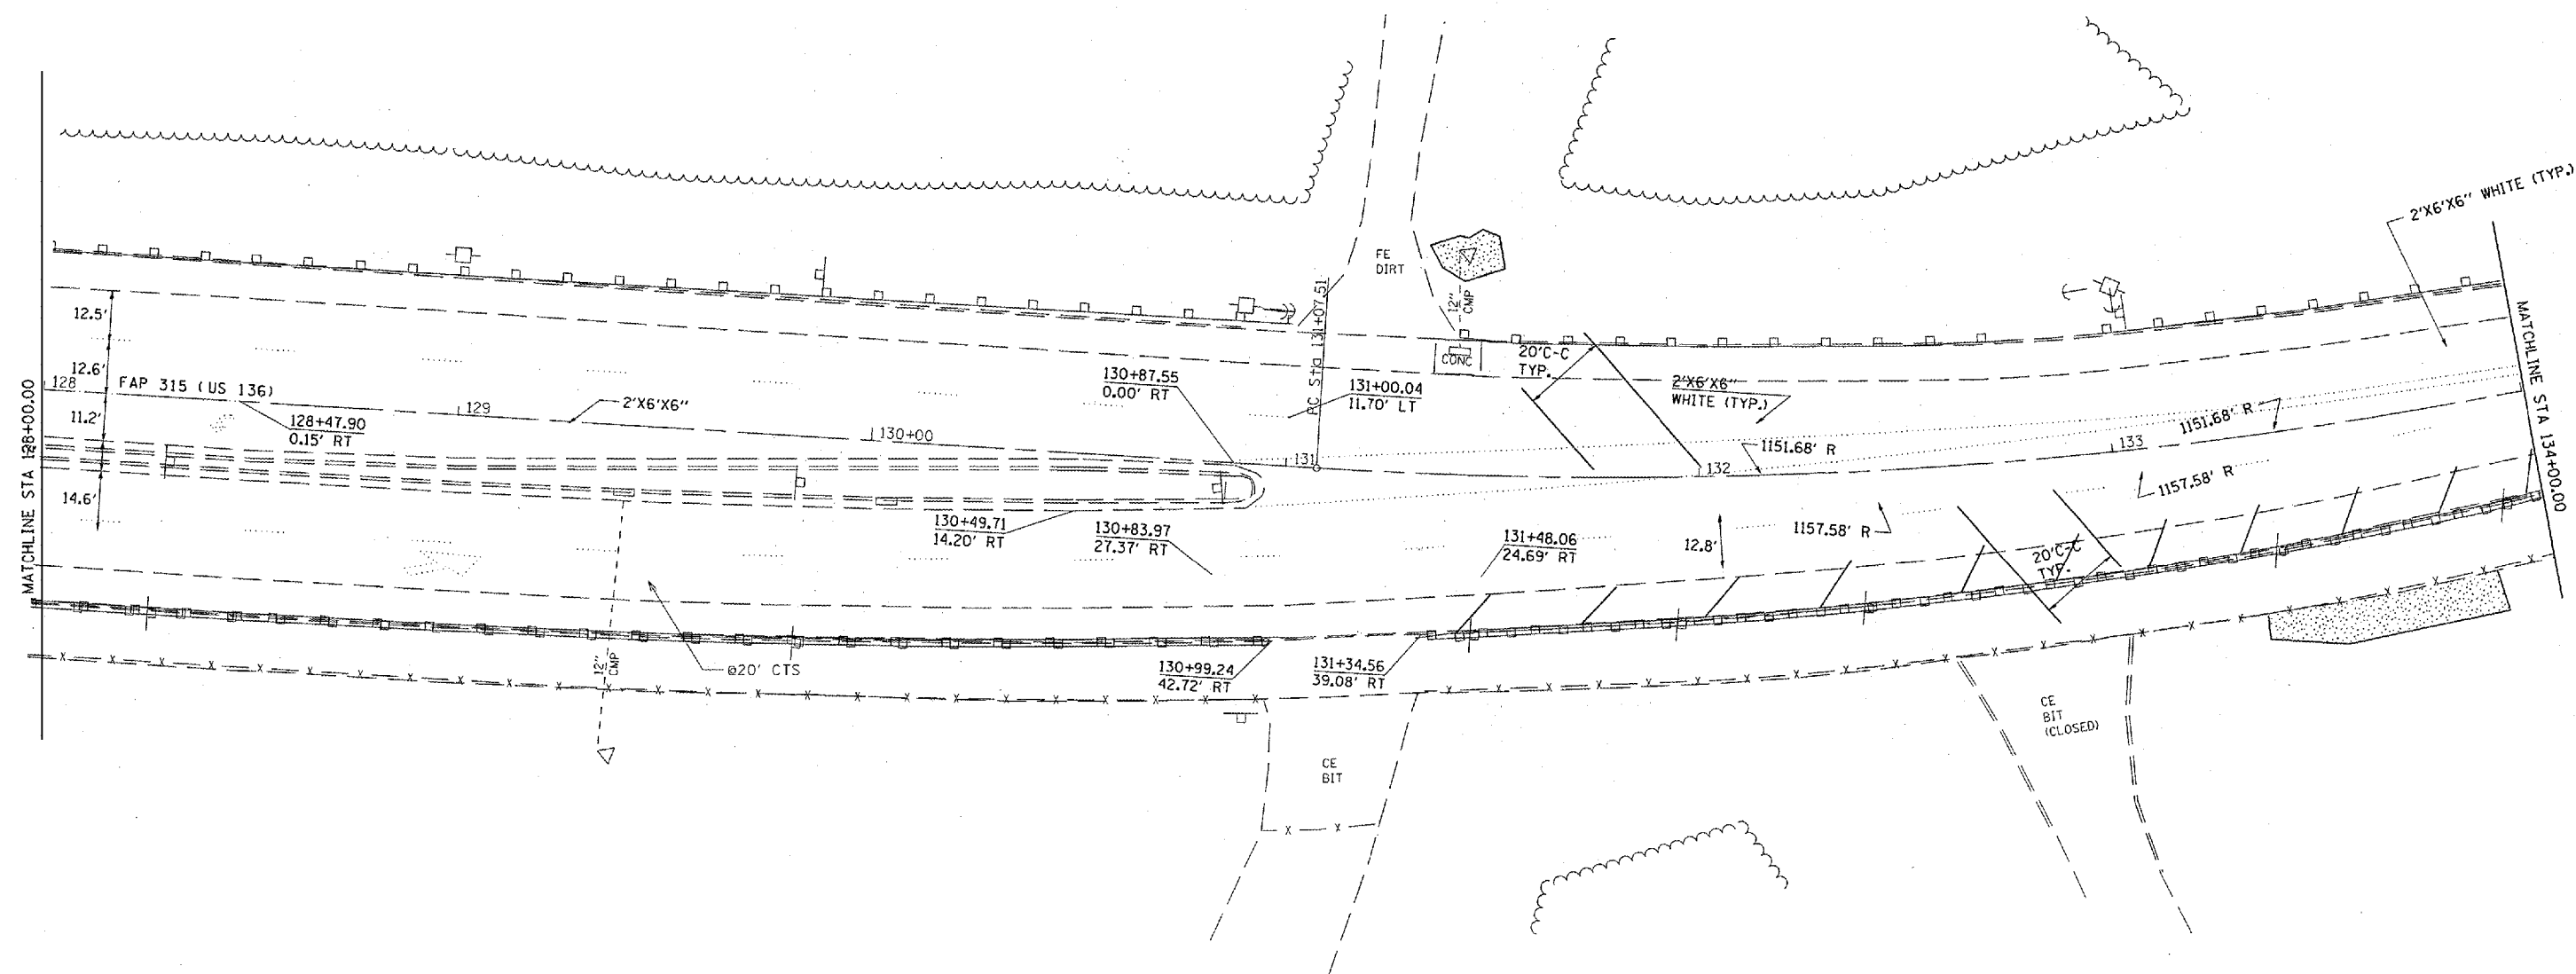 2'X6'X6" WHITE (TYP.)
MATCHLINE STA 128+00.00
12.5'
12.6'
11.2'
14.6'
128
FAP 315 (US 136)
128+47.90
0.15' RT
129
2'X6'X6"
130+00
130+87.55
0.00' RT
131+00.04
11.70' LT
RC Sta 131+07.51
131
FE
DIRT
12"
CMP
CONC
20'C-C
TYP.
2'X6'X6"
WHITE (TYP.)
1151.68' R
132
133
1151.68' R
1157.58' R
1157.58' R
MATCHLINE STA 134+00.00
130+49.71
14.20' RT
130+83.97
27.37' RT
131+48.06
24.69' RT
12.8'
20'C-C
TYP.
12"
CMP
@20' CTS
130+99.24
42.72' RT
131+34.56
39.08' RT
CE
BIT
CE
BIT
(CLOSED)